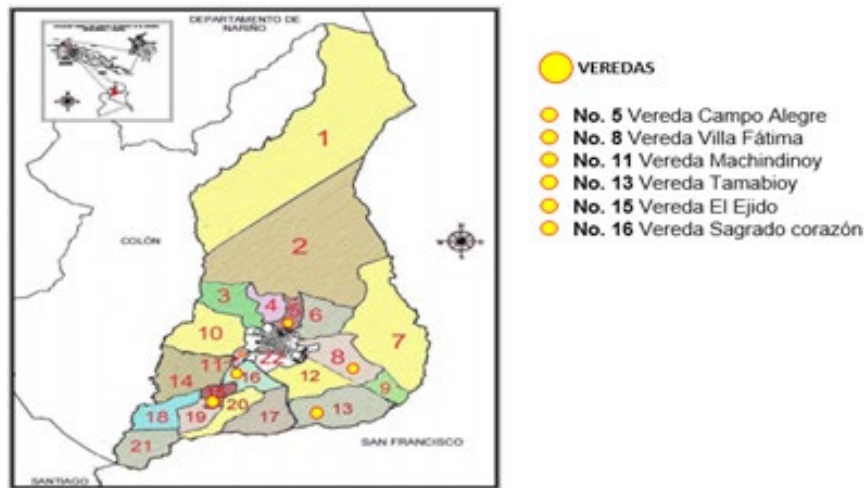 DEPARTAMENTO DE
NARIÑO
1
COLÓN
2
3
4
5
6
7
10
22
8
11
16
12
9
14
15
20
18
19
17
13
21
SAN FRANCISCO
SANTIAGO
VEREDAS
No. 5 Vereda Campo Alegre
No. 8 Vereda Villa Fátima
No. 11 Vereda Machindinoy
No. 13 Vereda Tamabioy
No. 15 Vereda El Ejido
No. 16 Vereda Sagrado corazón